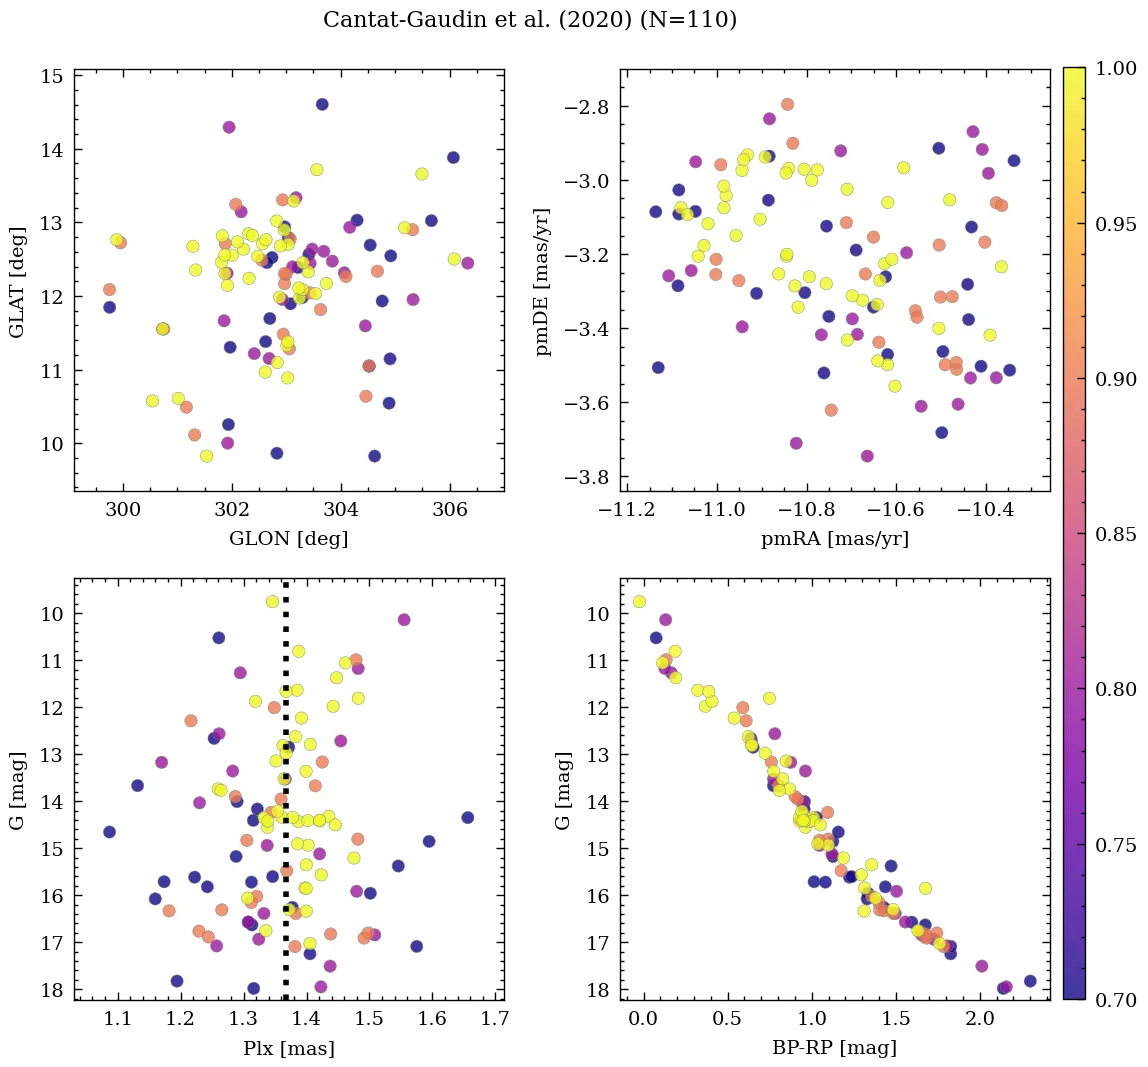 Cantat-Gaudin et al. (2020) (N=110)
15
14
13
12
11
10
GLAT [deg]
300 302 304 306
GLON [deg]
−2.8
−3.0
−3.2
−3.4
−3.6
−3.8
pmDE [mas/yr]
−11.2 −11.0 −10.8 −10.6 −10.4
pmRA [mas/yr]
10
11
12
13
14
15
16
17
18
G [mag]
1.1 1.2 1.3 1.4 1.5 1.6 1.7
Plx [mas]
10
11
12
13
14
15
16
17
18
G [mag]
0.0 0.5 1.0 1.5 2.0
BP-RP [mag]
1.00
0.95
0.90
0.85
0.80
0.75
0.70